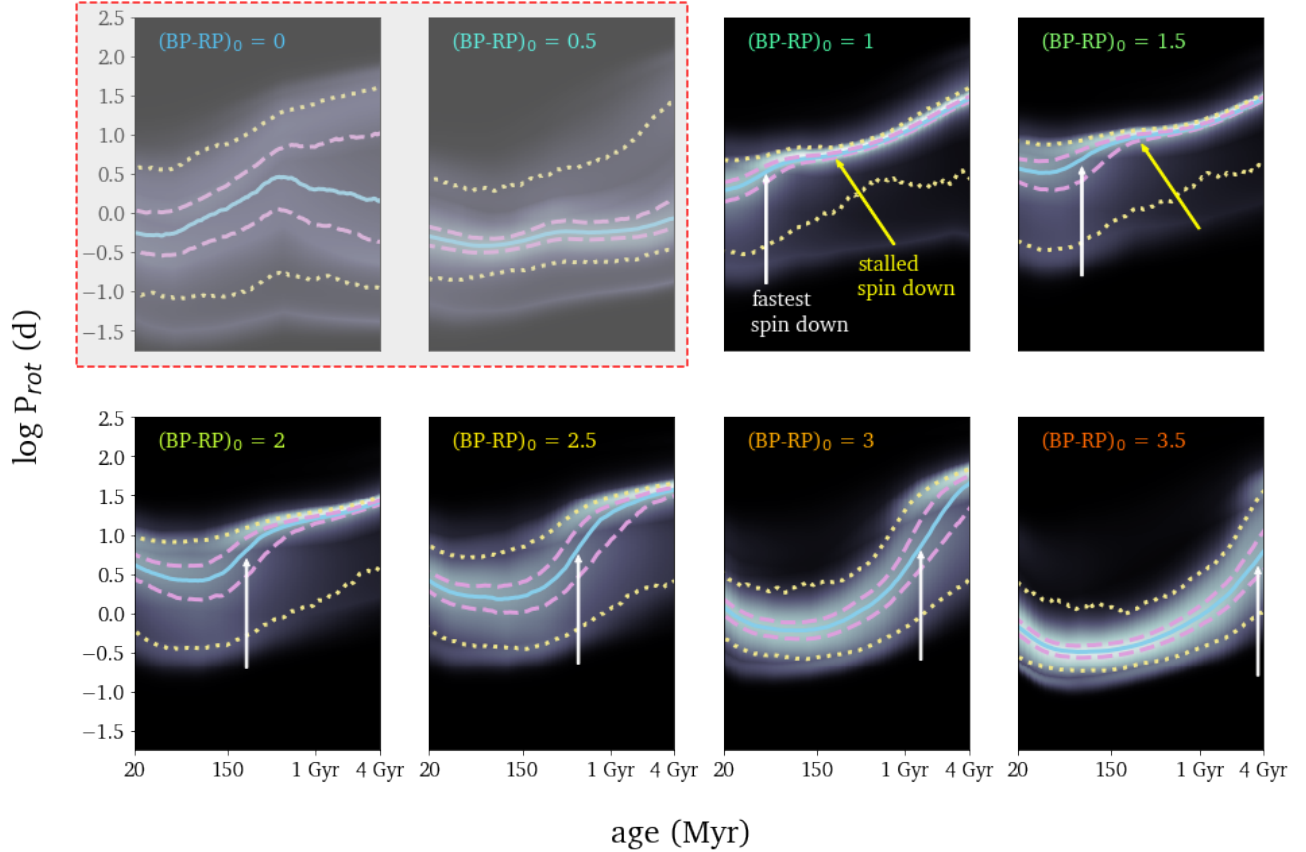 2.5
2.0
1.5
1.0
0.5
0.0
−0.5
−1.0
−1.5
(BP-RP)0 = 0
(BP-RP)0 = 0.5
(BP-RP)0 = 1
(BP-RP)0 = 1.5
stalled
spin down
fastest
spin down
log Prot (d)
2.5
2.0
1.5
1.0
0.5
0.0
−0.5
−1.0
−1.5
(BP-RP)0 = 2
(BP-RP)0 = 2.5
(BP-RP)0 = 3
(BP-RP)0 = 3.5
20 150 1 Gyr 4 Gyr
20 150 1 Gyr 4 Gyr
20 150 1 Gyr 4 Gyr
20 150 1 Gyr 4 Gyr
age (Myr)